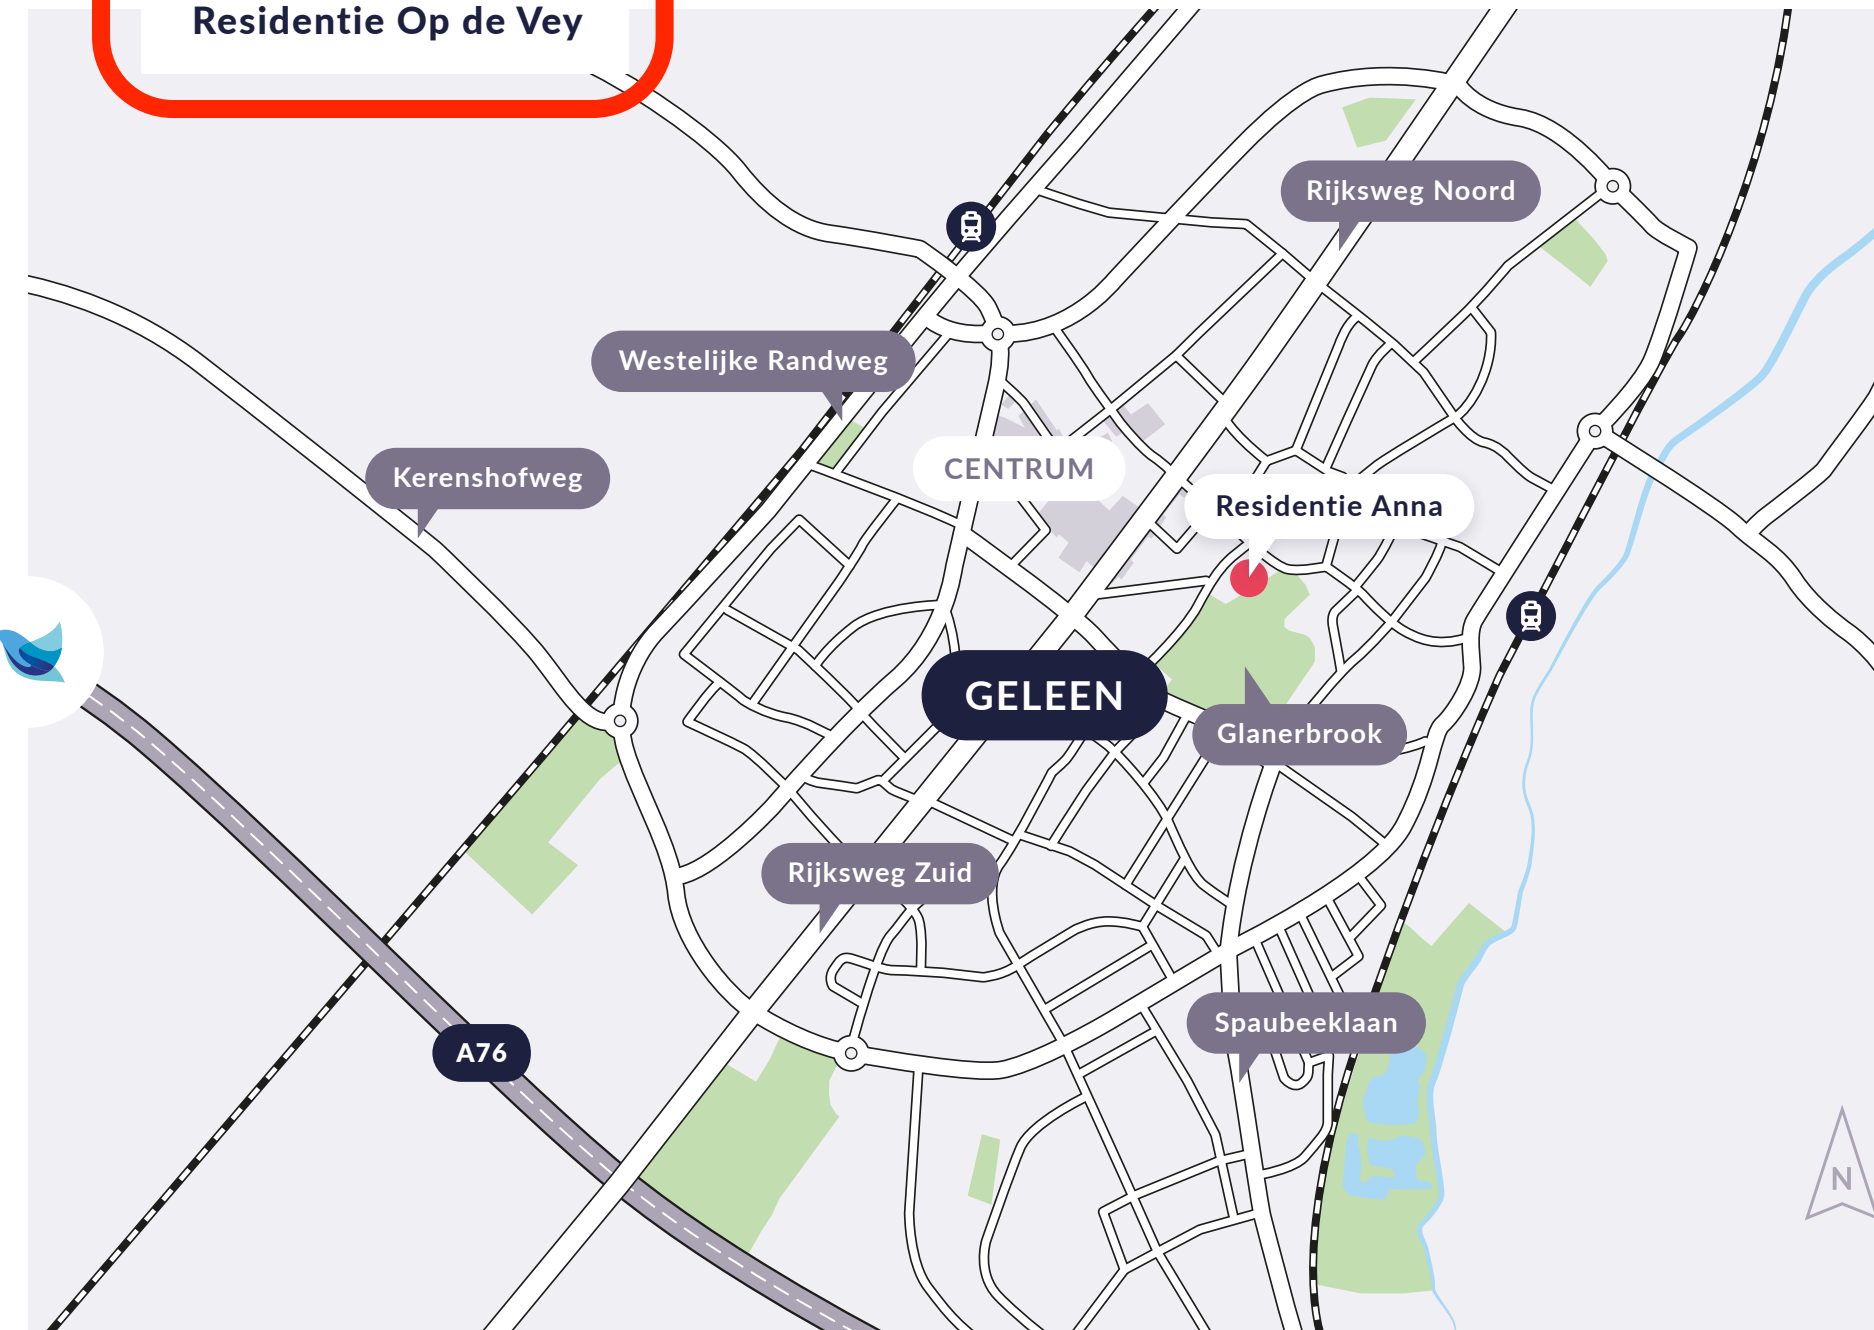 Residentie Op de Vey
Rijksweg Noord
Westelijke Randweg
Kerenshofweg
CENTRUM
Residentie Anna
GELEEN
Glanerbrook
Rijksweg Zuid
Spaubeeklaan
A76
N